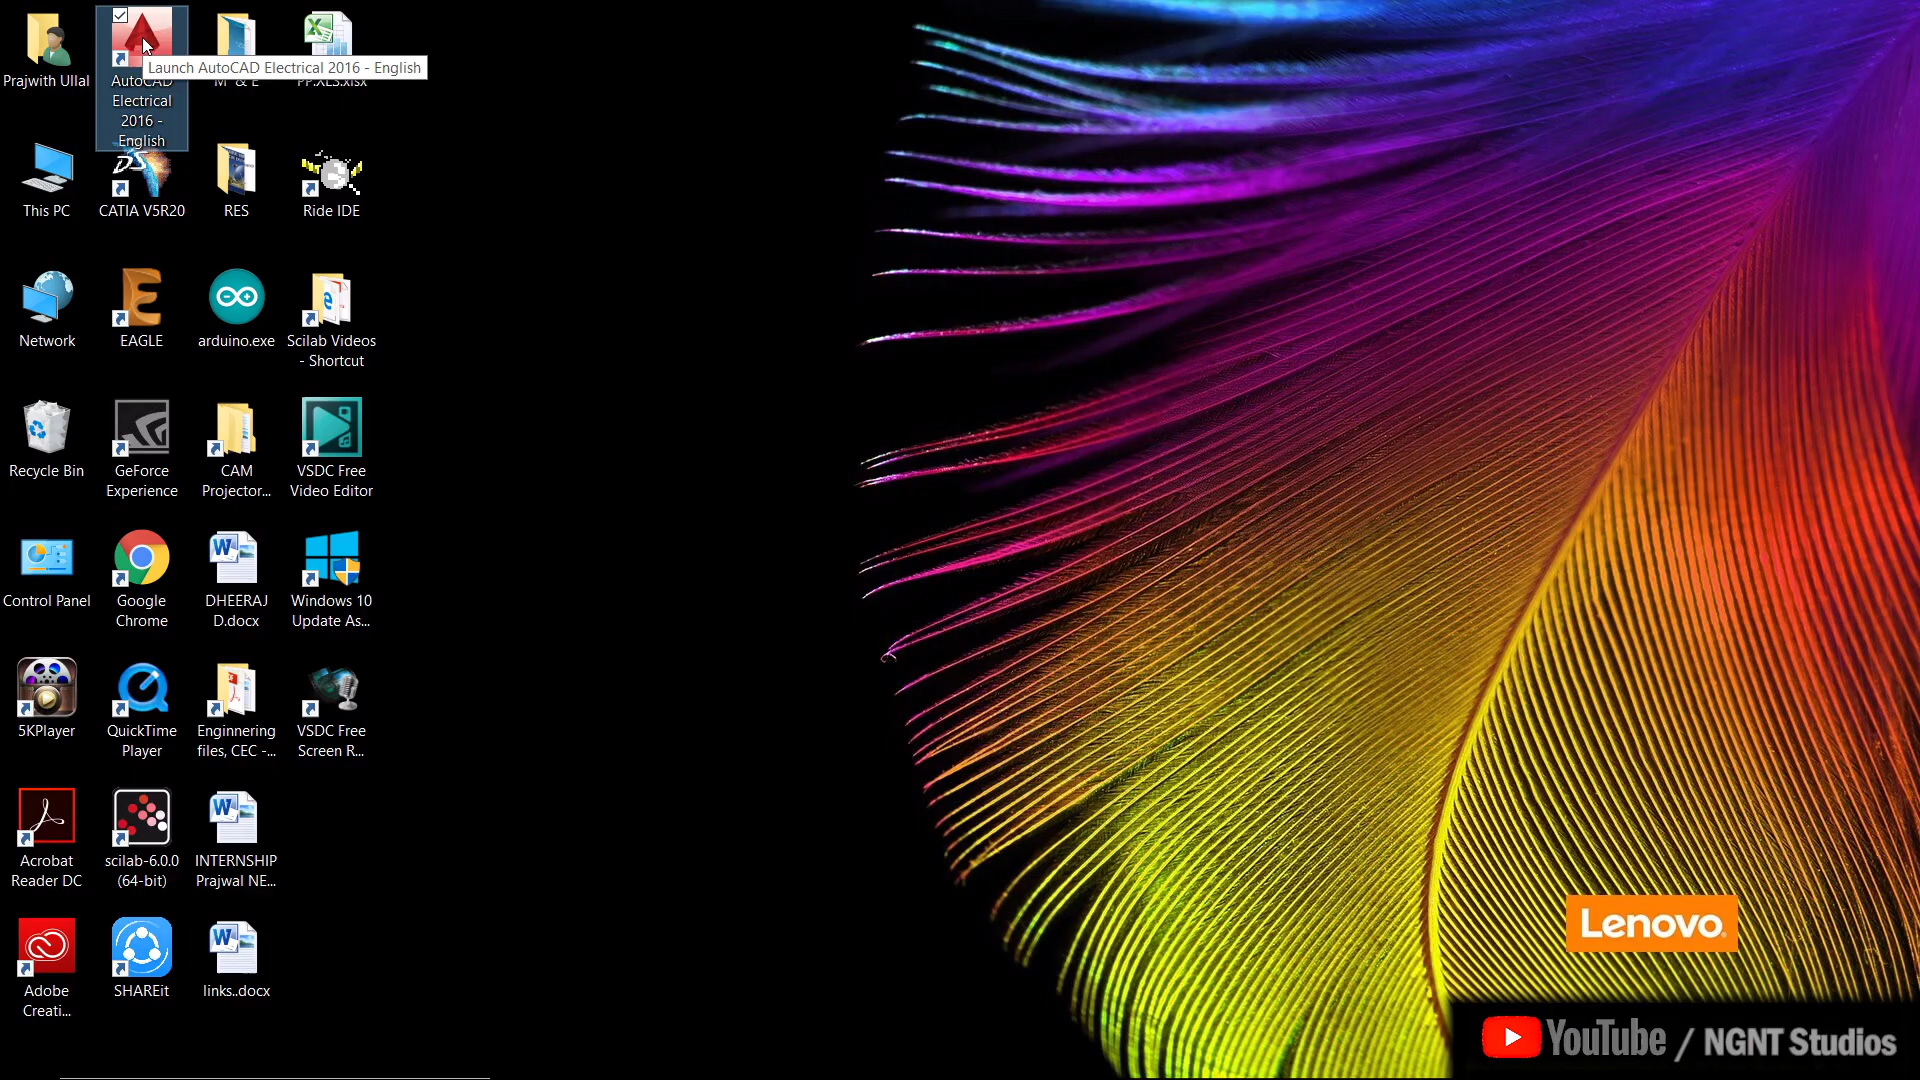 Prajwith Ullal
AutoCAD
Electrical
2016 -
English
Launch AutoCAD Electrical 2016 - English
M & E
PP.XLS.xlsx
This PC
CATIA V5R20
RES
Ride IDE
Network
EAGLE
arduino.exe
Scilab Videos
- Shortcut
Recycle Bin
GeForce
Experience
CAM
Projector...
VSDC Free
Video Editor
Control Panel
Google
Chrome
DHEERAJ
D.docx
Windows 10
Update As...
5KPlayer
QuickTime
Player
Enginnering
files, CEC -...
VSDC Free
Screen R...
Acrobat
Reader DC
scilab-6.0.0
(64-bit)
INTERNSHIP
Prajwal NE...
Adobe
Creati...
SHAREit
links..docx
Lenovo
YouTube / NGNT Studios